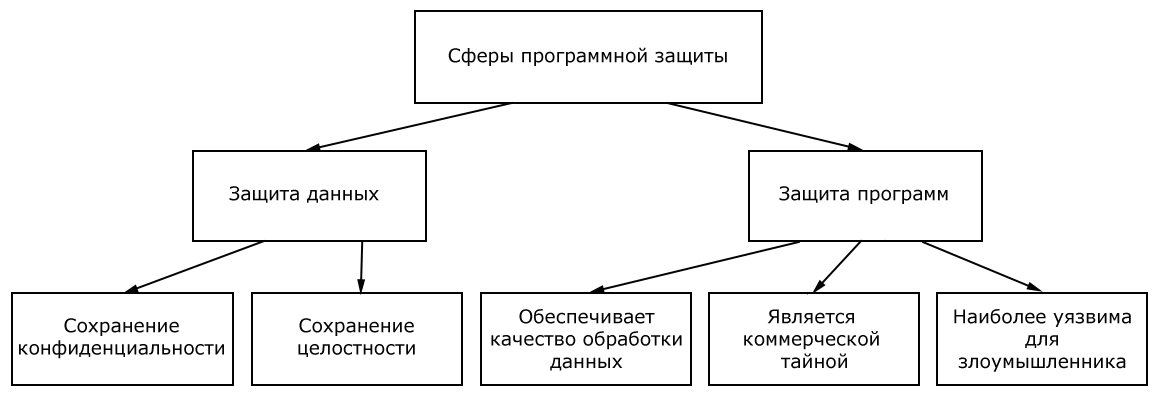 Сферы программной защиты
Защита данных
Защита программ
Сохранение
конфиденциальности
Сохранение
целостности
Обеспечивает
качество обработки
данных
Является
коммерческой
тайной
Наиболее уязвима
для
злоумышленника